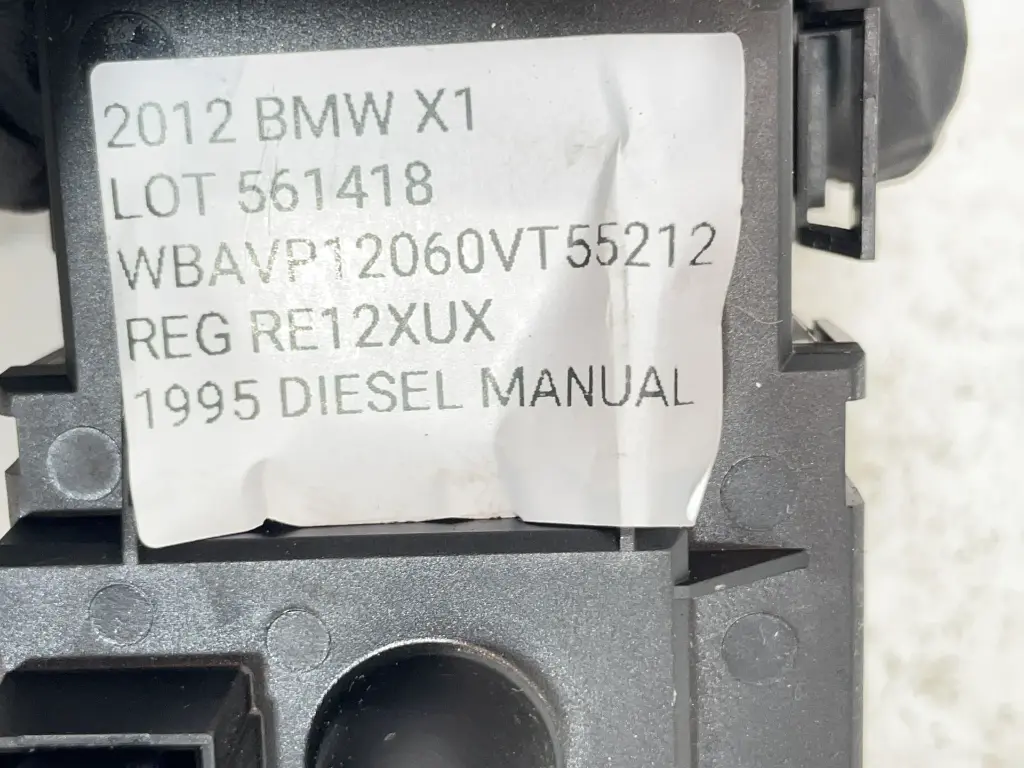 2012 BMW X1
LOT 561418
WBAVP12060VT55212
REG RE12XUX
1995 DIESEL MANUAL